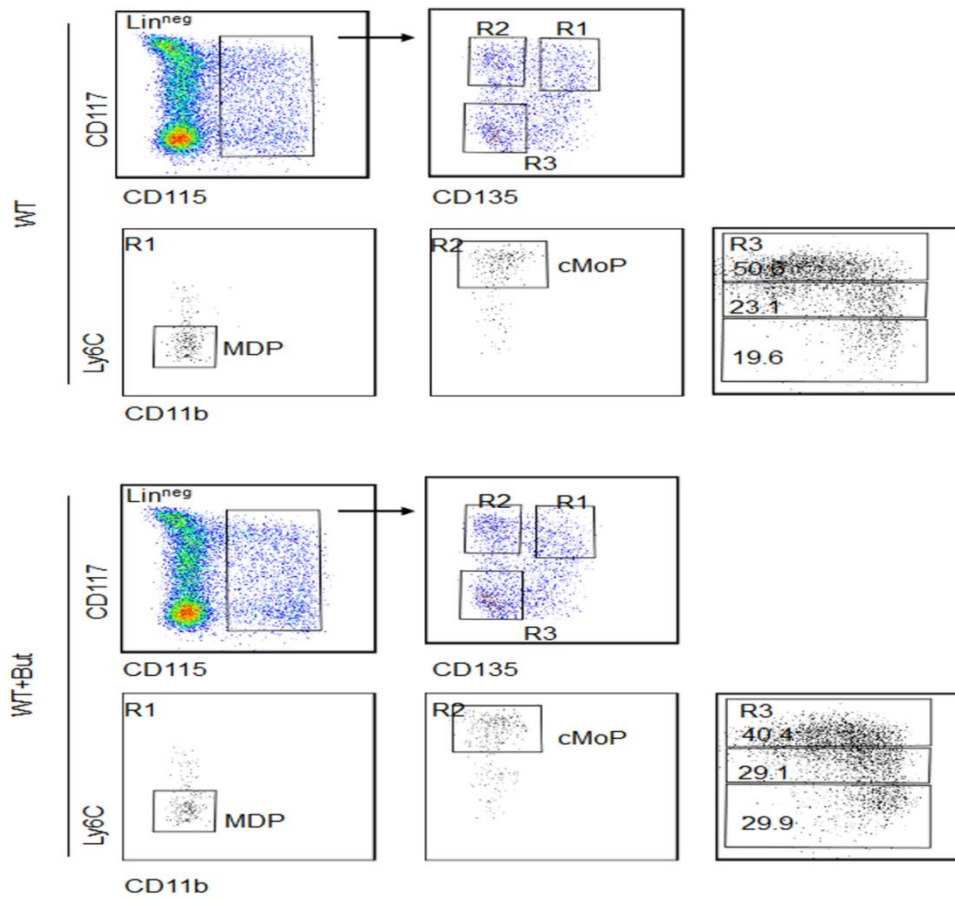 Lin^neg
R2 R1
CD117
R3
CD115 CD135
WT
R1 R2 R3
cMoP 50.6
23.1
MDP 19.6
Ly6C
CD11b
Lin^neg
R2 R1
CD117
R3
CD115 CD135
WT+But
R1 R2 R3
cMoP 40.4
29.1
MDP 29.9
Ly6C
CD11b